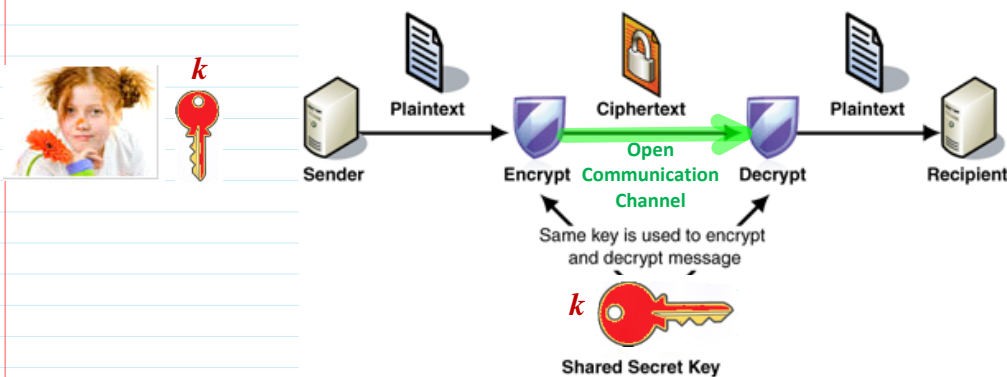 k
Plaintext
Ciphertext
Plaintext
Sender
Encrypt
Open
Communication
Channel
Decrypt
Recipient
Same key is used to encrypt
and decrypt message
k
Shared Secret Key